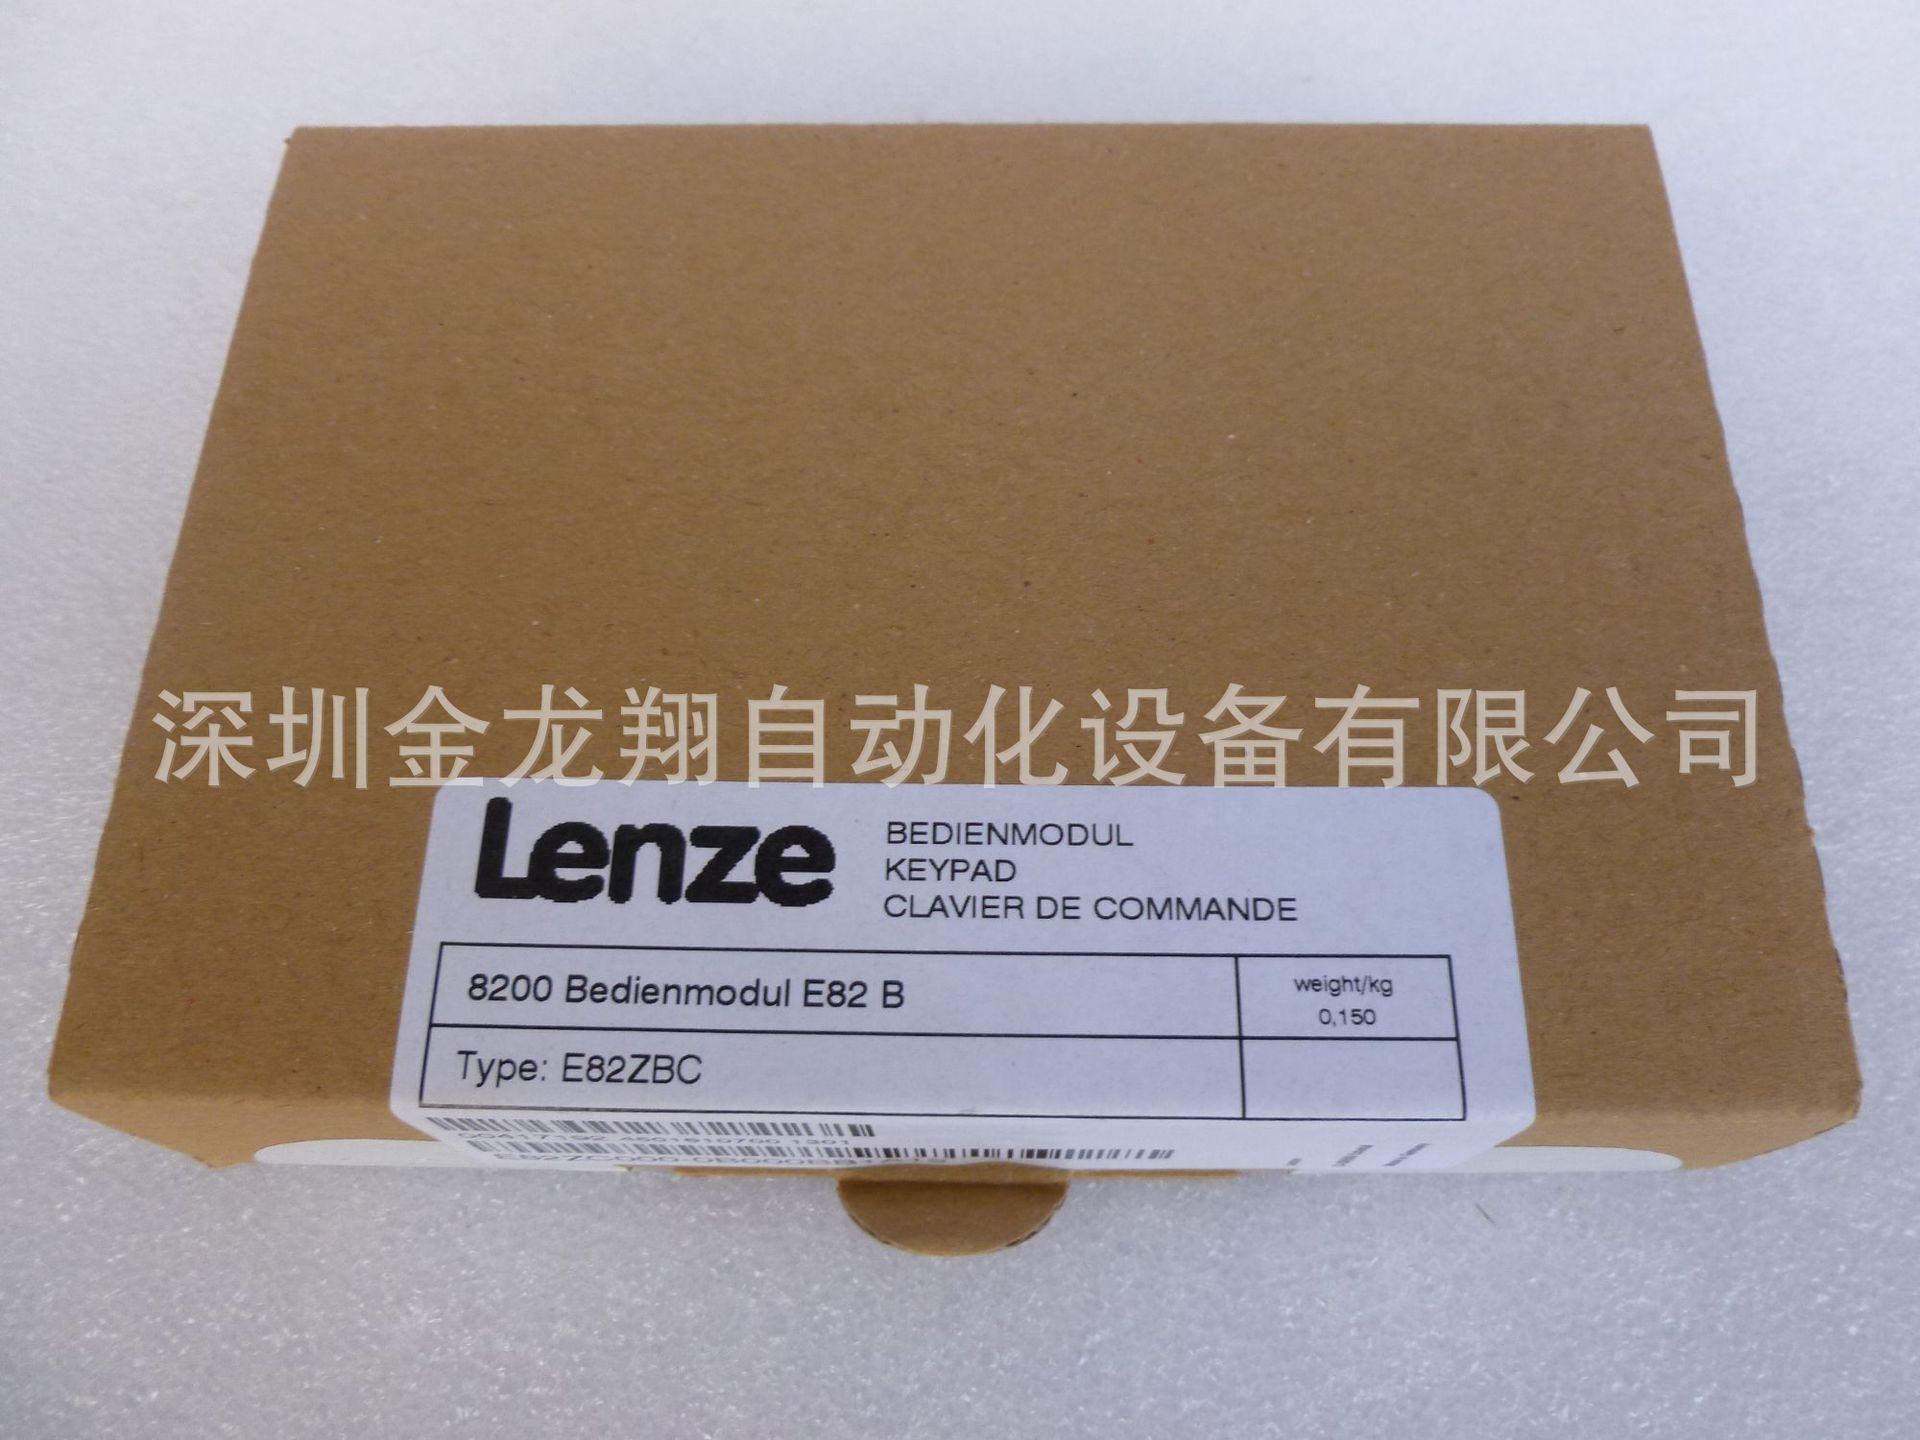 深圳金龙翔自动化设备有限公司
Lenze
BEDIENMODUL
KEYPAD
CLAVIER DE COMMANDE
8200 Bedienmodul E82 B
weight/kg
0,150
Type: E82ZBC